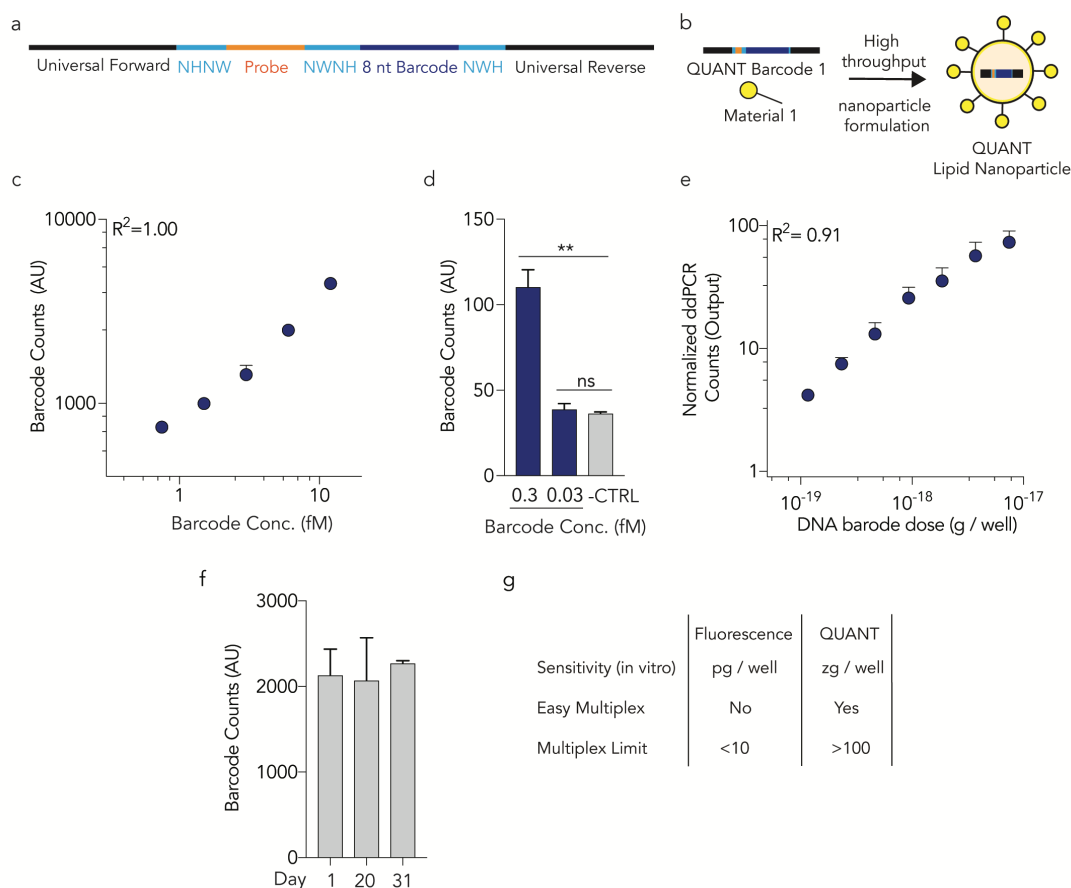 a
Universal Forward NHNW Probe NWNH 8 nt Barcode NWH Universal Reverse
b
QUANT Barcode 1
Material 1
High
throughput
nanoparticle
formulation
QUANT
Lipid Nanoparticle
c
R²=1.00
10000
1000
Barcode Counts (AU)
1 10
Barcode Conc. (fM)
d
150
100
50
0
Barcode Counts (AU)
**
ns
0.3 0.03 -CTRL
Barcode Conc. (fM)
e
R²= 0.91
100
10
1
Normalized ddPCR
Counts (Output)
10⁻¹⁹ 10⁻¹⁸ 10⁻¹⁷
DNA barode dose (g / well)
f
3000
2000
1000
0
Barcode Counts (AU)
Day 1 20 31
g
Fluorescence QUANT
Sensitivity (in vitro) pg / well zg / well
Easy Multiplex No Yes
Multiplex Limit <10 >100